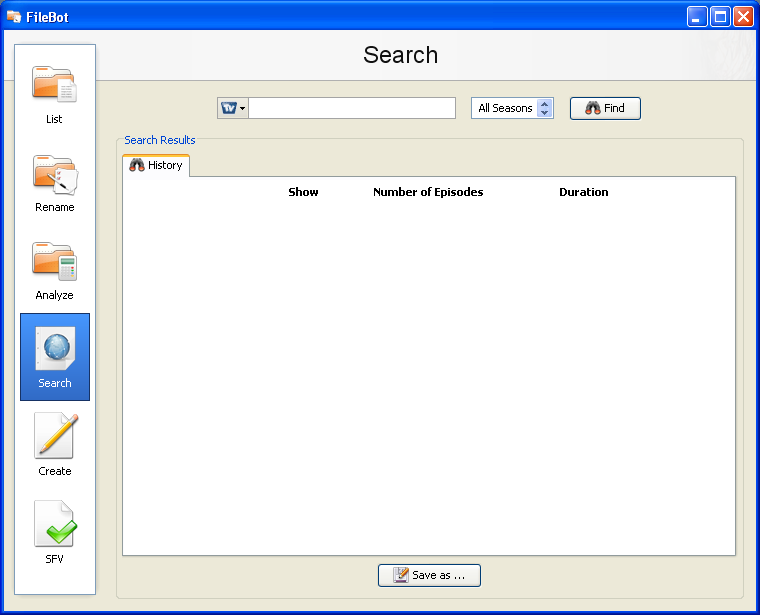 FileBot
Search
List
Rename
Analyze
Search
Create
SFV
TV
All Seasons
Find
Search Results
History
Show Number of Episodes Duration
Save as ...